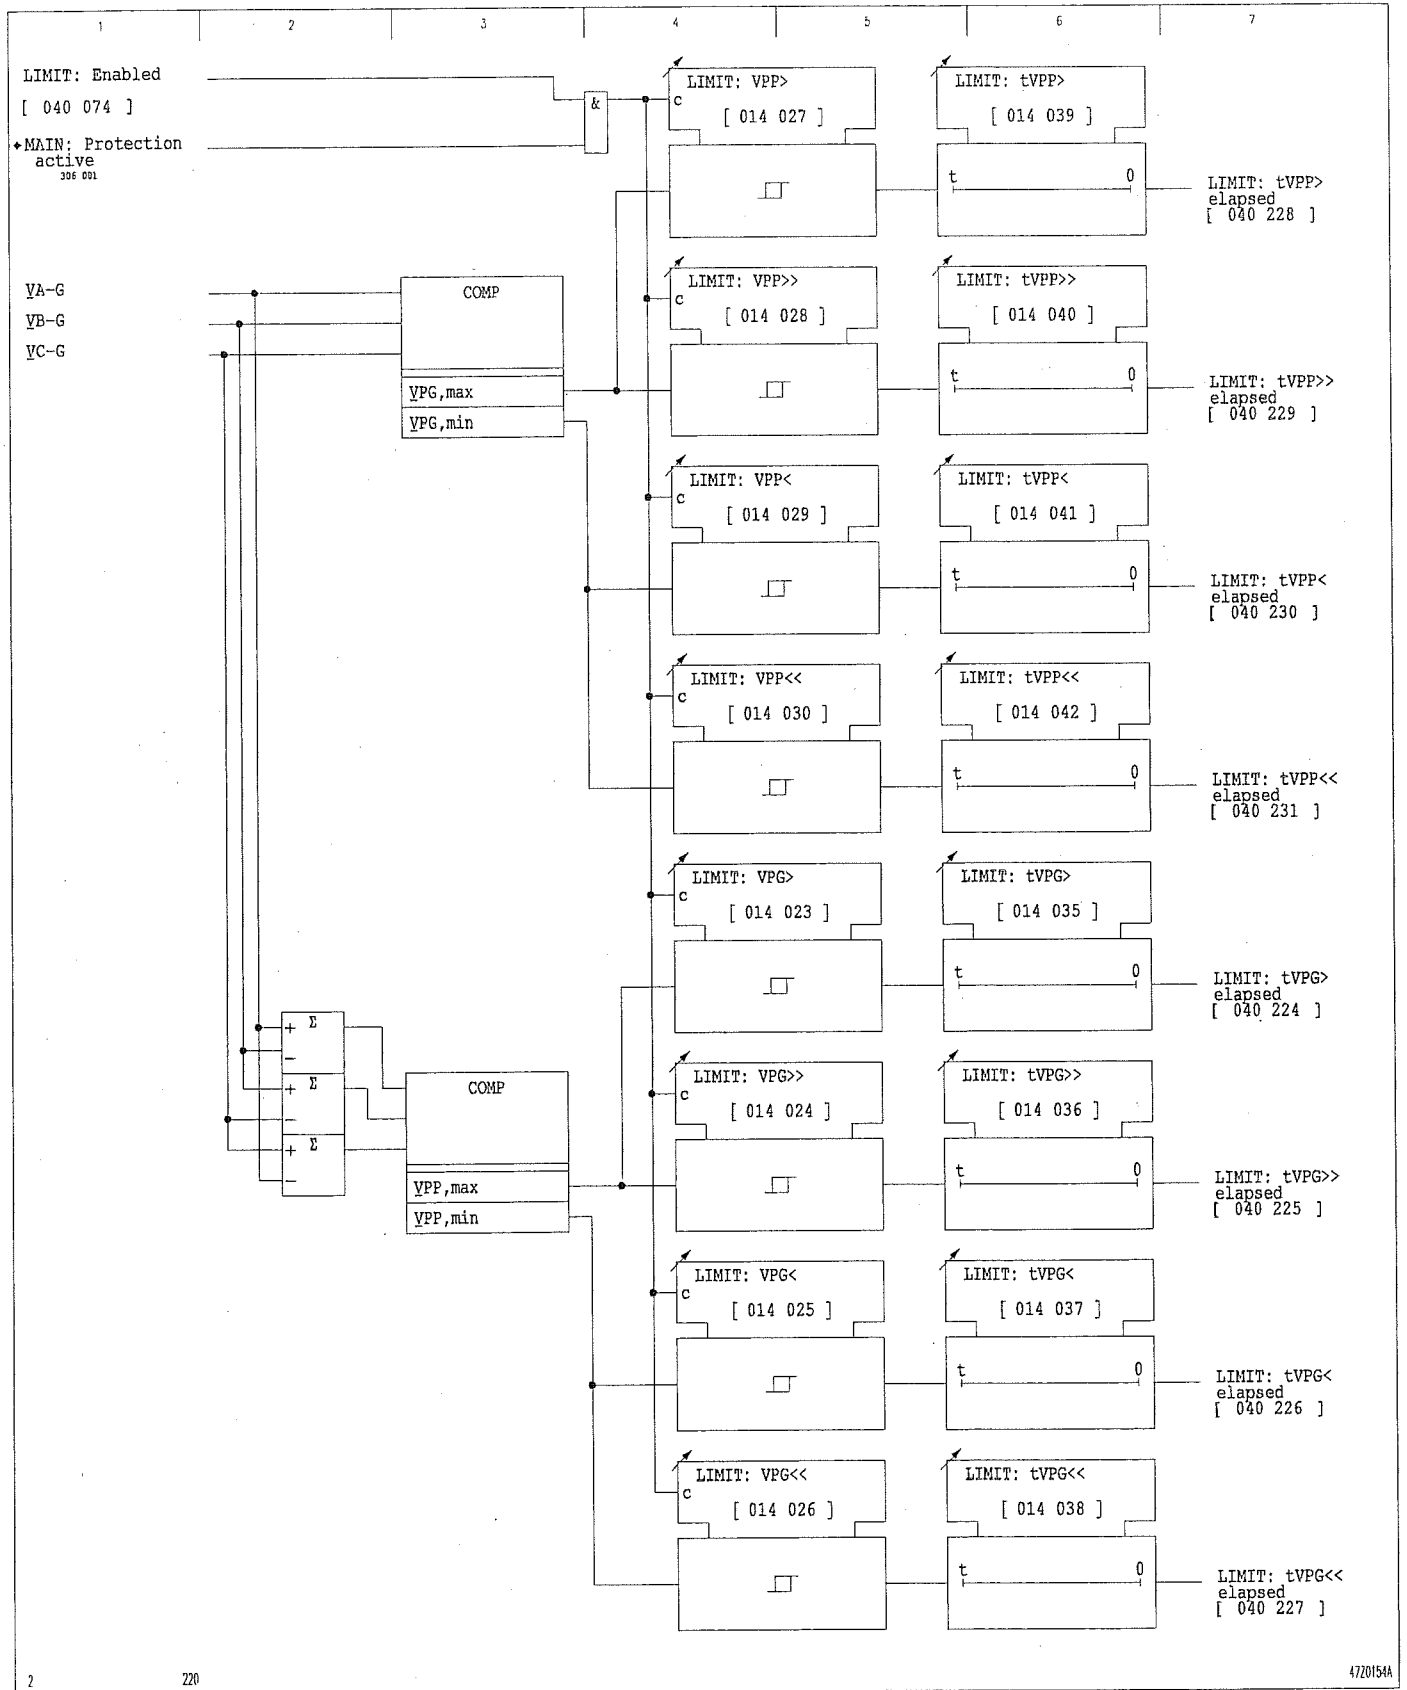 1 2 3 4 5 6 7
LIMIT: Enabled
[ 040 074 ]
MAIN: Protection
active
306 001
&
C
LIMIT: VPP>
[ 014 027 ]
LIMIT: tVPP>
[ 014 039 ]
t 0
LIMIT: tVPP>
elapsed
[ 040 228 ]
VA-G
VB-G
VC-G
COMP
VPG,max
VPG,min
C
LIMIT: VPP>>
[ 014 028 ]
LIMIT: tVPP>>
[ 014 040 ]
t 0
LIMIT: tVPP>>
elapsed
[ 040 229 ]
C
LIMIT: VPP<
[ 014 029 ]
LIMIT: tVPP<
[ 014 041 ]
t 0
LIMIT: tVPP<
elapsed
[ 040 230 ]
C
LIMIT: VPP<<
[ 014 030 ]
LIMIT: tVPP<<
[ 014 042 ]
t 0
LIMIT: tVPP<<
elapsed
[ 040 231 ]
C
LIMIT: VPG>
[ 014 023 ]
LIMIT: tVPG>
[ 014 035 ]
t 0
LIMIT: tVPG>
elapsed
[ 040 224 ]
+ Σ
−
+ Σ
−
+ Σ
−
COMP
VPP,max
VPP,min
C
LIMIT: VPG>>
[ 014 024 ]
LIMIT: tVPG>>
[ 014 036 ]
t 0
LIMIT: tVPG>>
elapsed
[ 040 225 ]
C
LIMIT: VPG<
[ 014 025 ]
LIMIT: tVPG<
[ 014 037 ]
t 0
LIMIT: tVPG<
elapsed
[ 040 226 ]
C
LIMIT: VPG<<
[ 014 026 ]
LIMIT: tVPG<<
[ 014 038 ]
t 0
LIMIT: tVPG<<
elapsed
[ 040 227 ]
2 220 47Z0154A